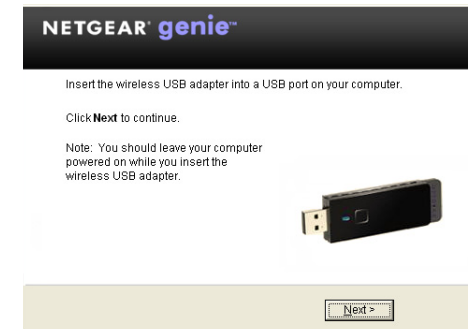 NETGEAR® genie™
Insert the wireless USB adapter into a USB port on your computer.
Click Next to continue.
Note: You should leave your computer
powered on while you insert the
wireless USB adapter.
Next >